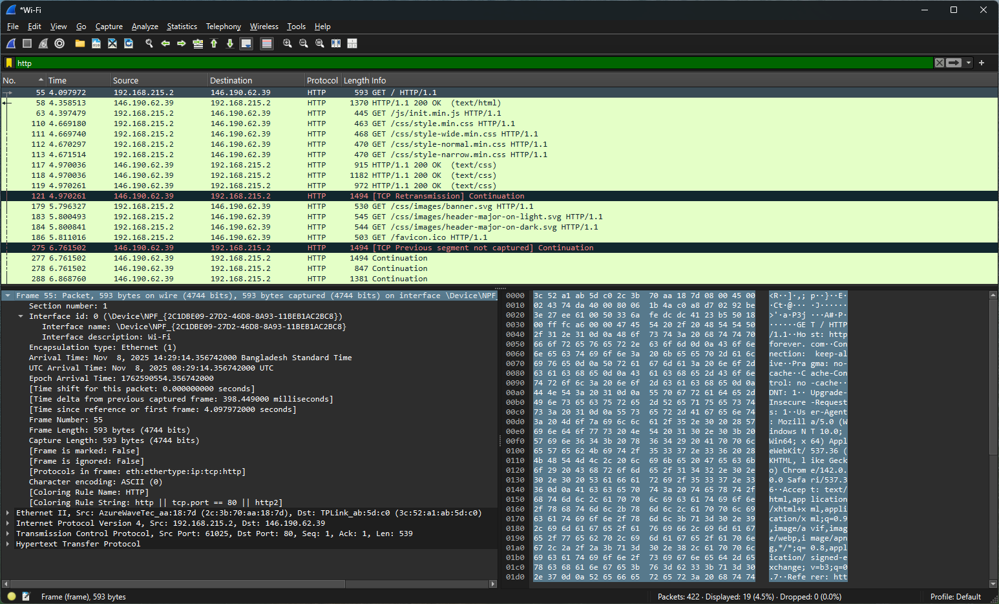 *Wi-Fi
File Edit View Go Capture Analyze Statistics Telephony Wireless Tools Help
http
No. Time Source Destination Protocol Length Info
55 4.097972 192.168.215.2 146.190.62.39 HTTP 593 GET / HTTP/1.1
58 4.358513 146.190.62.39 192.168.215.2 HTTP 1370 HTTP/1.1 200 OK (text/html)
63 4.397479 192.168.215.2 146.190.62.39 HTTP 445 GET /js/init.min.js HTTP/1.1
110 4.669180 192.168.215.2 146.190.62.39 HTTP 463 GET /css/style.min.css HTTP/1.1
111 4.669740 192.168.215.2 146.190.62.39 HTTP 468 GET /css/style-wide.min.css HTTP/1.1
112 4.670297 192.168.215.2 146.190.62.39 HTTP 470 GET /css/style-normal.min.css HTTP/1.1
113 4.671514 192.168.215.2 146.190.62.39 HTTP 470 GET /css/style-narrow.min.css HTTP/1.1
117 4.970036 146.190.62.39 192.168.215.2 HTTP 915 HTTP/1.1 200 OK (text/css)
118 4.970036 146.190.62.39 192.168.215.2 HTTP 1182 HTTP/1.1 200 OK (text/css)
119 4.970261 146.190.62.39 192.168.215.2 HTTP 972 HTTP/1.1 200 OK (text/css)
121 4.970261 146.190.62.39 192.168.215.2 HTTP 1494 [TCP Retransmission] Continuation
179 5.796327 192.168.215.2 146.190.62.39 HTTP 530 GET /css/images/banner.svg HTTP/1.1
183 5.800493 192.168.215.2 146.190.62.39 HTTP 545 GET /css/images/header-major-on-light.svg HTTP/1.1
184 5.800841 192.168.215.2 146.190.62.39 HTTP 544 GET /css/images/header-major-on-dark.svg HTTP/1.1
186 5.811016 192.168.215.2 146.190.62.39 HTTP 503 GET /favicon.ico HTTP/1.1
275 6.761502 146.190.62.39 192.168.215.2 HTTP 1494 [TCP Previous segment not captured] Continuation
277 6.761502 146.190.62.39 192.168.215.2 HTTP 1494 Continuation
278 6.761502 146.190.62.39 192.168.215.2 HTTP 847 Continuation
288 6.868760 146.190.62.39 192.168.215.2 HTTP 1381 Continuation
Frame 55: Packet, 593 bytes on wire (4744 bits), 593 bytes captured (4744 bits) on interface \Device\NPF_
Section number: 1
Interface id: 0 (\Device\NPF_{2C1DBE09-27D2-46D8-8A93-11BEB1AC2BC8})
Interface name: \Device\NPF_{2C1DBE09-27D2-46D8-8A93-11BEB1AC2BC8}
Interface description: Wi-Fi
Encapsulation type: Ethernet (1)
Arrival Time: Nov  8, 2025 14:29:14.356742000 Bangladesh Standard Time
UTC Arrival Time: Nov  8, 2025 08:29:14.356742000 UTC
Epoch Arrival Time: 1762590554.356742000
[Time shift for this packet: 0.000000000 seconds]
[Time delta from previous captured frame: 398.449000 milliseconds]
[Time since reference or first frame: 4.097972000 seconds]
Frame Number: 55
Frame Length: 593 bytes (4744 bits)
Capture Length: 593 bytes (4744 bits)
[Frame is marked: False]
[Frame is ignored: False]
[Protocols in frame: eth:ethertype:ip:tcp:http]
Character encoding: ASCII (0)
[Coloring Rule Name: HTTP]
[Coloring Rule String: http || tcp.port == 80 || http2]
Ethernet II, Src: AzureWaveTec_aa:18:7d (2c:3b:70:aa:18:7d), Dst: TPLink_ab:5d:c0 (3c:52:a1:ab:5d:c0)
Internet Protocol Version 4, Src: 192.168.215.2, Dst: 146.190.62.39
Transmission Control Protocol, Src Port: 61025, Dst Port: 80, Seq: 1, Ack: 1, Len: 539
Hypertext Transfer Protocol
0000 3c 52 a1 ab 5d c0 2c 3b 70 aa 18 7d 08 00 45 00 <R··]·,; p··}··E·
0010 02 43 74 da 40 00 80 06 1b 4a c0 a8 d7 02 92 be ·Ct·@··· ·J······
0020 3e 27 ee 61 00 50 33 6a fe dc dc 41 23 b5 50 18 >'·a·P3j ···A#·P·
0030 00 ff fc a6 00 00 47 45 54 20 2f 20 48 54 54 50 ······GE T / HTTP
0040 2f 31 2e 31 0d 0a 48 6f 73 74 3a 20 68 74 74 70 /1.1··Ho st: http
0050 66 6f 72 65 76 65 72 2e 63 6f 6d 0d 0a 43 6f 6e forever. com··Con
0060 6e 65 63 74 69 6f 6e 3a 20 6b 65 65 70 2d 61 6c nection:  keep-al
0070 69 76 65 0d 0a 50 72 61 67 6d 61 3a 20 6e 6f 2d ive··Pra gma: no-
0080 63 61 63 68 65 0d 0a 43 61 63 68 65 2d 43 6f 6e cache··C ache-Con
0090 74 72 6f 6c 3a 20 6e 6f 2d 63 61 63 68 65 0d 0a trol: no -cache··
00a0 44 4e 54 3a 20 31 0d 0a 55 70 67 72 61 64 65 2d DNT: 1·· Upgrade-
00b0 49 6e 73 65 63 75 72 65 2d 52 65 71 75 65 73 74 Insecure -Request
00c0 73 3a 20 31 0d 0a 55 73 65 72 2d 41 67 65 6e 74 s: 1··Us er-Agent
00d0 3a 20 4d 6f 7a 69 6c 6c 61 2f 35 2e 30 20 28 57 : Mozill a/5.0 (W
00e0 69 6e 64 6f 77 73 20 4e 54 20 31 30 2e 30 3b 20 indows N T 10.0;
00f0 57 69 6e 36 34 3b 20 78 36 34 29 20 41 70 70 6c Win64; x 64) Appl
0100 65 57 65 62 4b 69 74 2f 35 33 37 2e 33 36 20 28 eWebKit/ 537.36 (
0110 4b 48 54 4d 4c 2c 20 6c 69 6b 65 20 47 65 63 6b KHTML, l ike Geck
0120 6f 29 20 43 68 72 6f 6d 65 2f 31 34 32 2e 30 2e o) Chrom e/142.0.
0130 30 2e 30 20 53 61 66 61 72 69 2f 35 33 37 2e 33 0.0 Safa ri/537.3
0140 36 0d 0a 41 63 63 65 70 74 3a 20 74 65 78 74 2f 6··Accep t: text/
0150 68 74 6d 6c 2c 61 70 70 6c 69 63 61 74 69 6f 6e html,app lication
0160 2f 78 68 74 6d 6c 2b 78 6d 6c 2c 61 70 70 6c 69 /xhtml+x ml,appli
0170 63 61 74 69 6f 6e 2f 78 6d 6c 3b 71 3d 30 2e 39 cation/x ml;q=0.9
0180 2c 69 6d 61 67 65 2f 61 76 69 66 2c 69 6d 61 67 ,image/a vif,imag
0190 65 2f 77 65 62 70 2c 69 6d 61 67 65 2f 61 70 6e e/webp,i mage/apn
01a0 67 2c 2a 2f 2a 3b 71 3d 30 2e 38 2c 61 70 70 6c g,*/*;q= 0.8,appl
01b0 69 63 61 74 69 6f 6e 2f 73 69 67 6e 65 64 2d 65 ication/ signed-e
01c0 78 63 68 61 6e 67 65 3b 76 3d 62 33 3b 71 3d 30 xchange; v=b3;q=0
01d0 2e 37 0d 0a 52 65 66 65 72 65 72 3a 20 68 74 74 .7··Refe rer: htt
Frame (frame), 593 bytes
Packets: 422 · Displayed: 19 (4.5%) · Dropped: 0 (0.0%)
Profile: Default